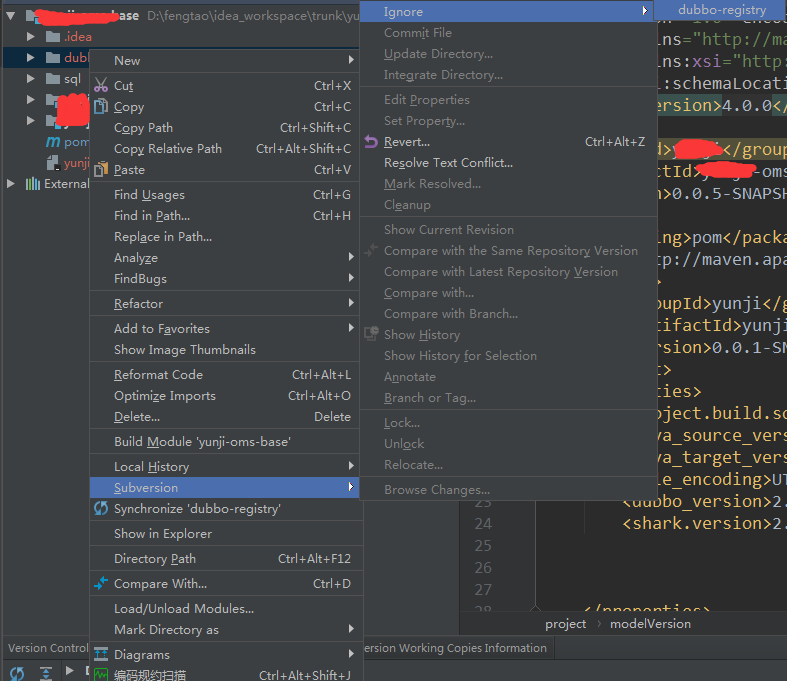 base D:\fengtao\idea_workspace\trunk\yu
.idea
dubb
sql
pom
yunji
External
New
Cut Ctrl+X
Copy Ctrl+C
Copy Path Ctrl+Shift+C
Copy Relative Path Ctrl+Alt+Shift+C
Paste Ctrl+V
Find Usages Ctrl+G
Find in Path... Ctrl+H
Replace in Path...
Analyze
FindBugs
Refactor
Add to Favorites
Show Image Thumbnails
Reformat Code Ctrl+Alt+L
Optimize Imports Ctrl+Alt+O
Delete... Delete
Build Module 'yunji-oms-base'
Local History
Subversion
Synchronize 'dubbo-registry'
Show in Explorer
Directory Path Ctrl+Alt+F12
Compare With... Ctrl+D
Load/Unload Modules...
Mark Directory as
Diagrams
编码规约扫描 Ctrl+Alt+Shift+J
Ignore
Commit File
Update Directory...
Integrate Directory...
Edit Properties
Set Property...
Revert... Ctrl+Alt+Z
Resolve Text Conflict...
Mark Resolved...
Cleanup
Show Current Revision
Compare with the Same Repository Version
Compare with Latest Repository Version
Compare with...
Compare with Branch...
Show History
Show History for Selection
Annotate
Branch or Tag...
Lock...
Unlock
Relocate...
Browse Changes...
dubbo-registry
ns="http://ma
ns:xsi="http:
:schemaLocati
ersion>4.0.0</
</group
ctId> -oms
n>0.0.5-SNAPSH
ing>pom</packa
tp://maven.apa
>
oupId>yunji</g
tifactId>yunji
rsion>0.0.1-SN
t>
ties>
oject.build.so
va_source_vers
va_target_vers
le_encoding>UT
23 <dubbo_version>2.
24 <shark.version>2.
25
26
27
28 </properties>
project › modelVersion
Version Control
ersion Working Copies Information